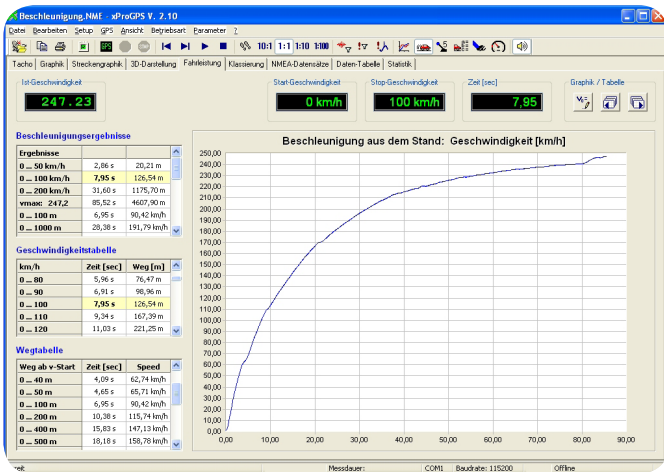 Beschleunigung.NME - xProGPS V. 2.10
Datei Bearbeiten Setup GPS Ansicht Betriebsart Parameter ?
GPS 10:1 1:1 1:10 1:100
Tacho Graphik Streckengraphik 3D-Darstellung Fahrleistung Klassierung NMEA-Datensätze Daten-Tabelle Statistik
Ist-Geschwindigkeit Start-Geschwindigkeit Stop-Geschwindigkeit Zeit [sec] Graphik / Tabelle
247.23 0 km/h 100 km/h 7,95
Beschleunigungsergebnisse
Ergebnisse
0 ... 50 km/h 2,86 s 20,21 m
0 ... 100 km/h 7,95 s 126,54 m
0 ... 200 km/h 31,60 s 1175,70 m
vmax: 247,2 85,52 s 4607,90 m
0 ... 100 m 6,95 s 90,42 km/h
0 ... 1000 m 28,38 s 191,79 km/h
Geschwindigkeitstabelle
km/h Zeit [sec] Weg [m]
0 ... 80 5,96 s 76,47 m
0 ... 90 6,91 s 98,96 m
0 ... 100 7,95 s 126,54 m
0 ... 110 9,34 s 167,39 m
0 ... 120 11,03 s 221,25 m
Wegtabelle
Weg ab v-Start Zeit [sec] Speed
0 ... 40 m 4,09 s 62,74 km/h
0 ... 50 m 4,65 s 65,71 km/h
0 ... 100 m 6,95 s 90,42 km/h
0 ... 200 m 10,38 s 115,74 km/h
0 ... 400 m 15,83 s 147,13 km/h
0 ... 500 m 18,18 s 158,78 km/h
Beschleunigung aus dem Stand: Geschwindigkeit [km/h]
250,00
240,00
230,00
220,00
210,00
200,00
190,00
180,00
170,00
160,00
150,00
140,00
130,00
120,00
110,00
100,00
90,00
80,00
70,00
60,00
50,00
40,00
30,00
20,00
10,00
0,00
0,00 10,00 20,00 30,00 40,00 50,00 60,00 70,00 80,00 90,00
Messdauer: COM1 Baudrate: 115200 Offline